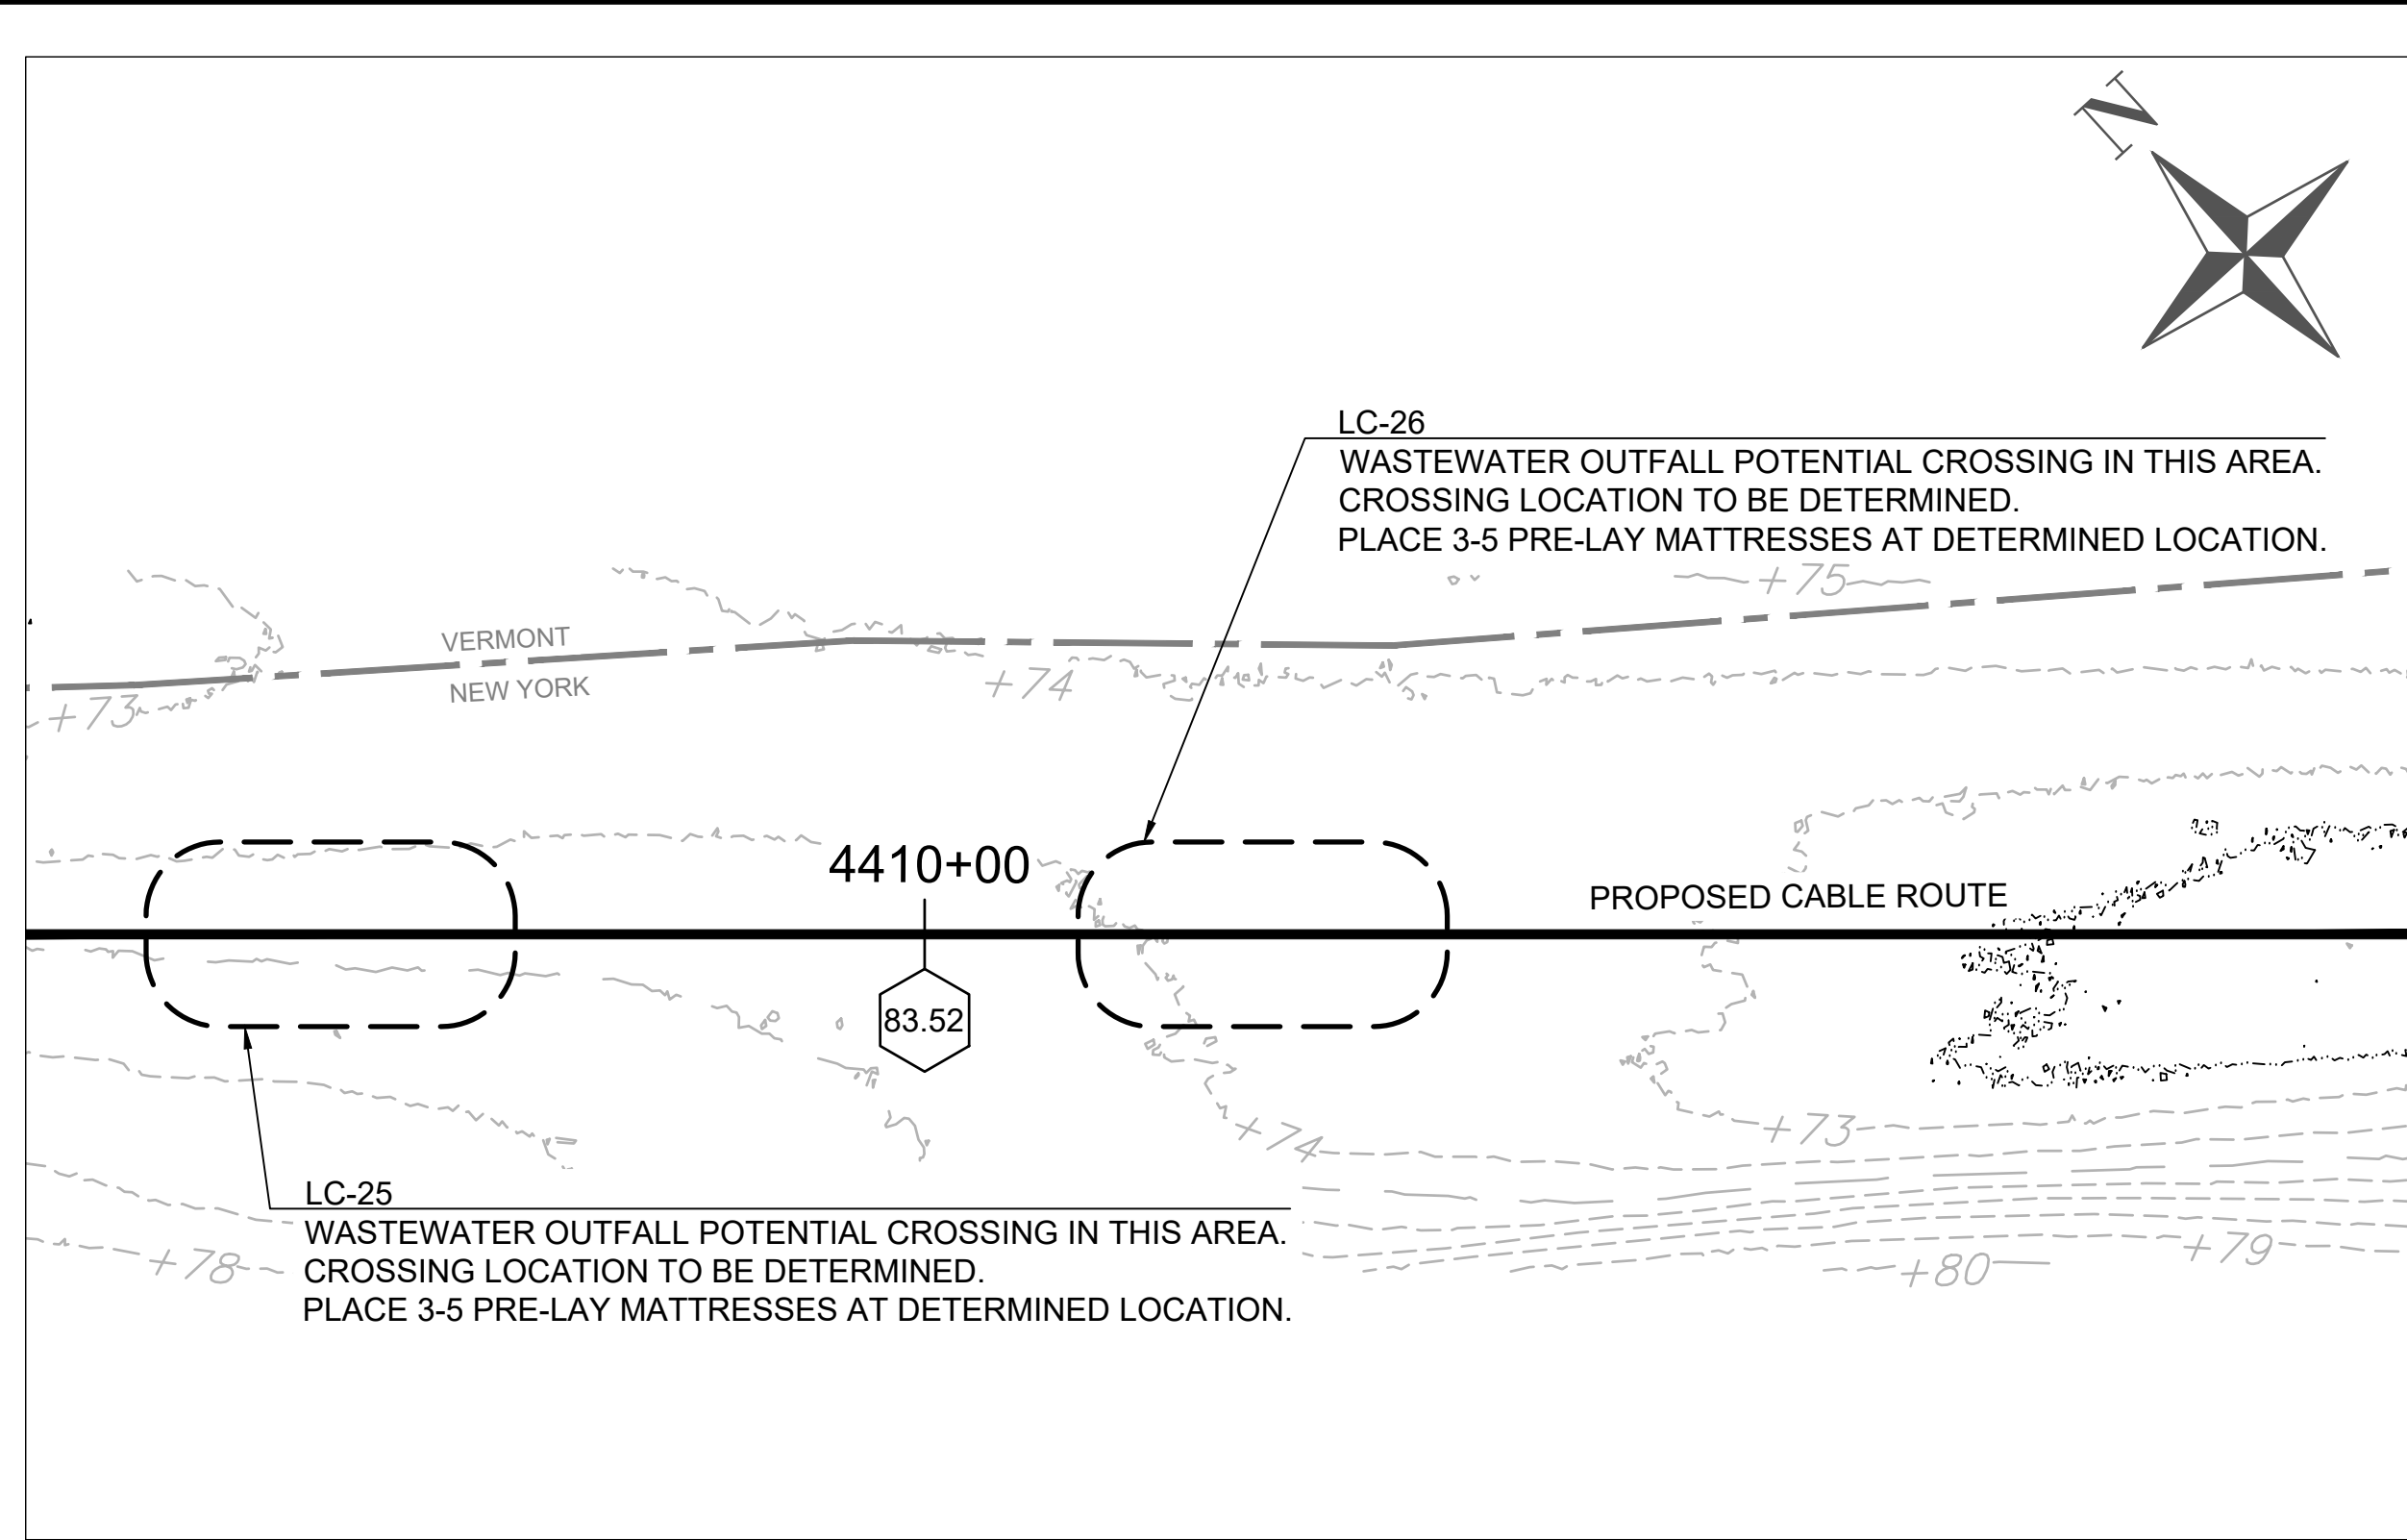 N
LC-26
WASTEWATER OUTFALL POTENTIAL CROSSING IN THIS AREA.
CROSSING LOCATION TO BE DETERMINED.
PLACE 3-5 PRE-LAY MATTRESSES AT DETERMINED LOCATION.
+75
VERMONT
NEW YORK
+74
+73
4410+00
PROPOSED CABLE ROUTE
83.52
+74
+73
LC-25
WASTEWATER OUTFALL POTENTIAL CROSSING IN THIS AREA.
CROSSING LOCATION TO BE DETERMINED.
PLACE 3-5 PRE-LAY MATTRESSES AT DETERMINED LOCATION.
+78
+80
+79